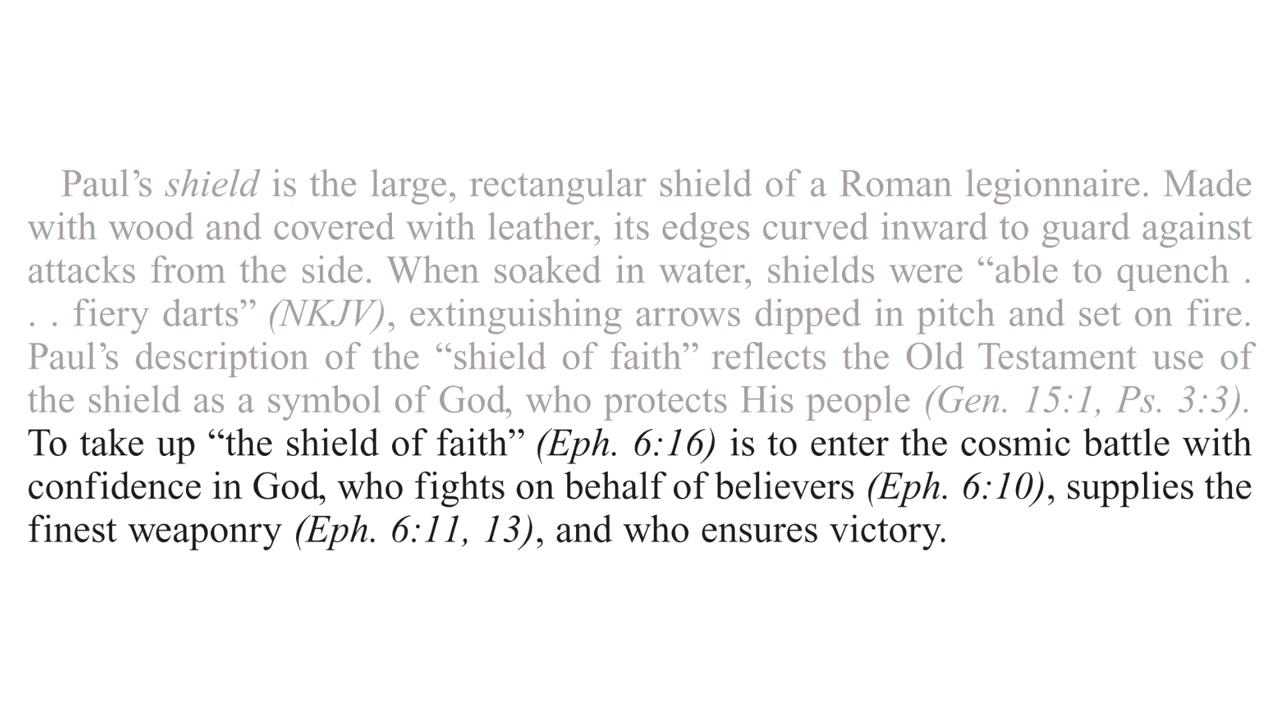 Paul’s shield is the large, rectangular shield of a Roman legionnaire. Made
with wood and covered with leather, its edges curved inward to guard against
attacks from the side. When soaked in water, shields were “able to quench .
. . fiery darts” (NKJV), extinguishing arrows dipped in pitch and set on fire.
Paul’s description of the “shield of faith” reflects the Old Testament use of
the shield as a symbol of God, who protects His people (Gen. 15:1, Ps. 3:3).
To take up “the shield of faith” (Eph. 6:16) is to enter the cosmic battle with
confidence in God, who fights on behalf of believers (Eph. 6:10), supplies the
finest weaponry (Eph. 6:11, 13), and who ensures victory.